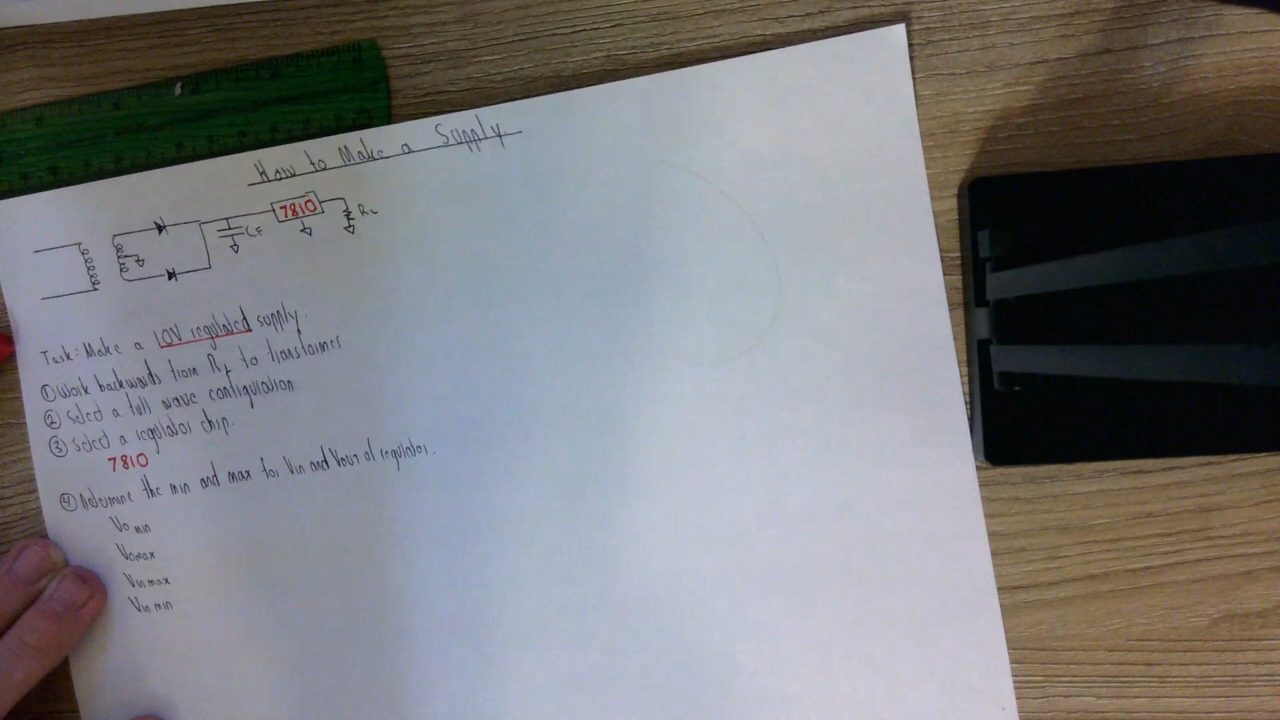 How to Make a Supply
7810
CF
RL
Task: Make a 10V regulated supply.
① Work backwards from RL to transformer
② Select a full wave configuration
③ Select a regulator chip.
7810
④ Determine the min and max for Vin and Vout of regulator.
Vo min
Vomax
Vin max
Vin min